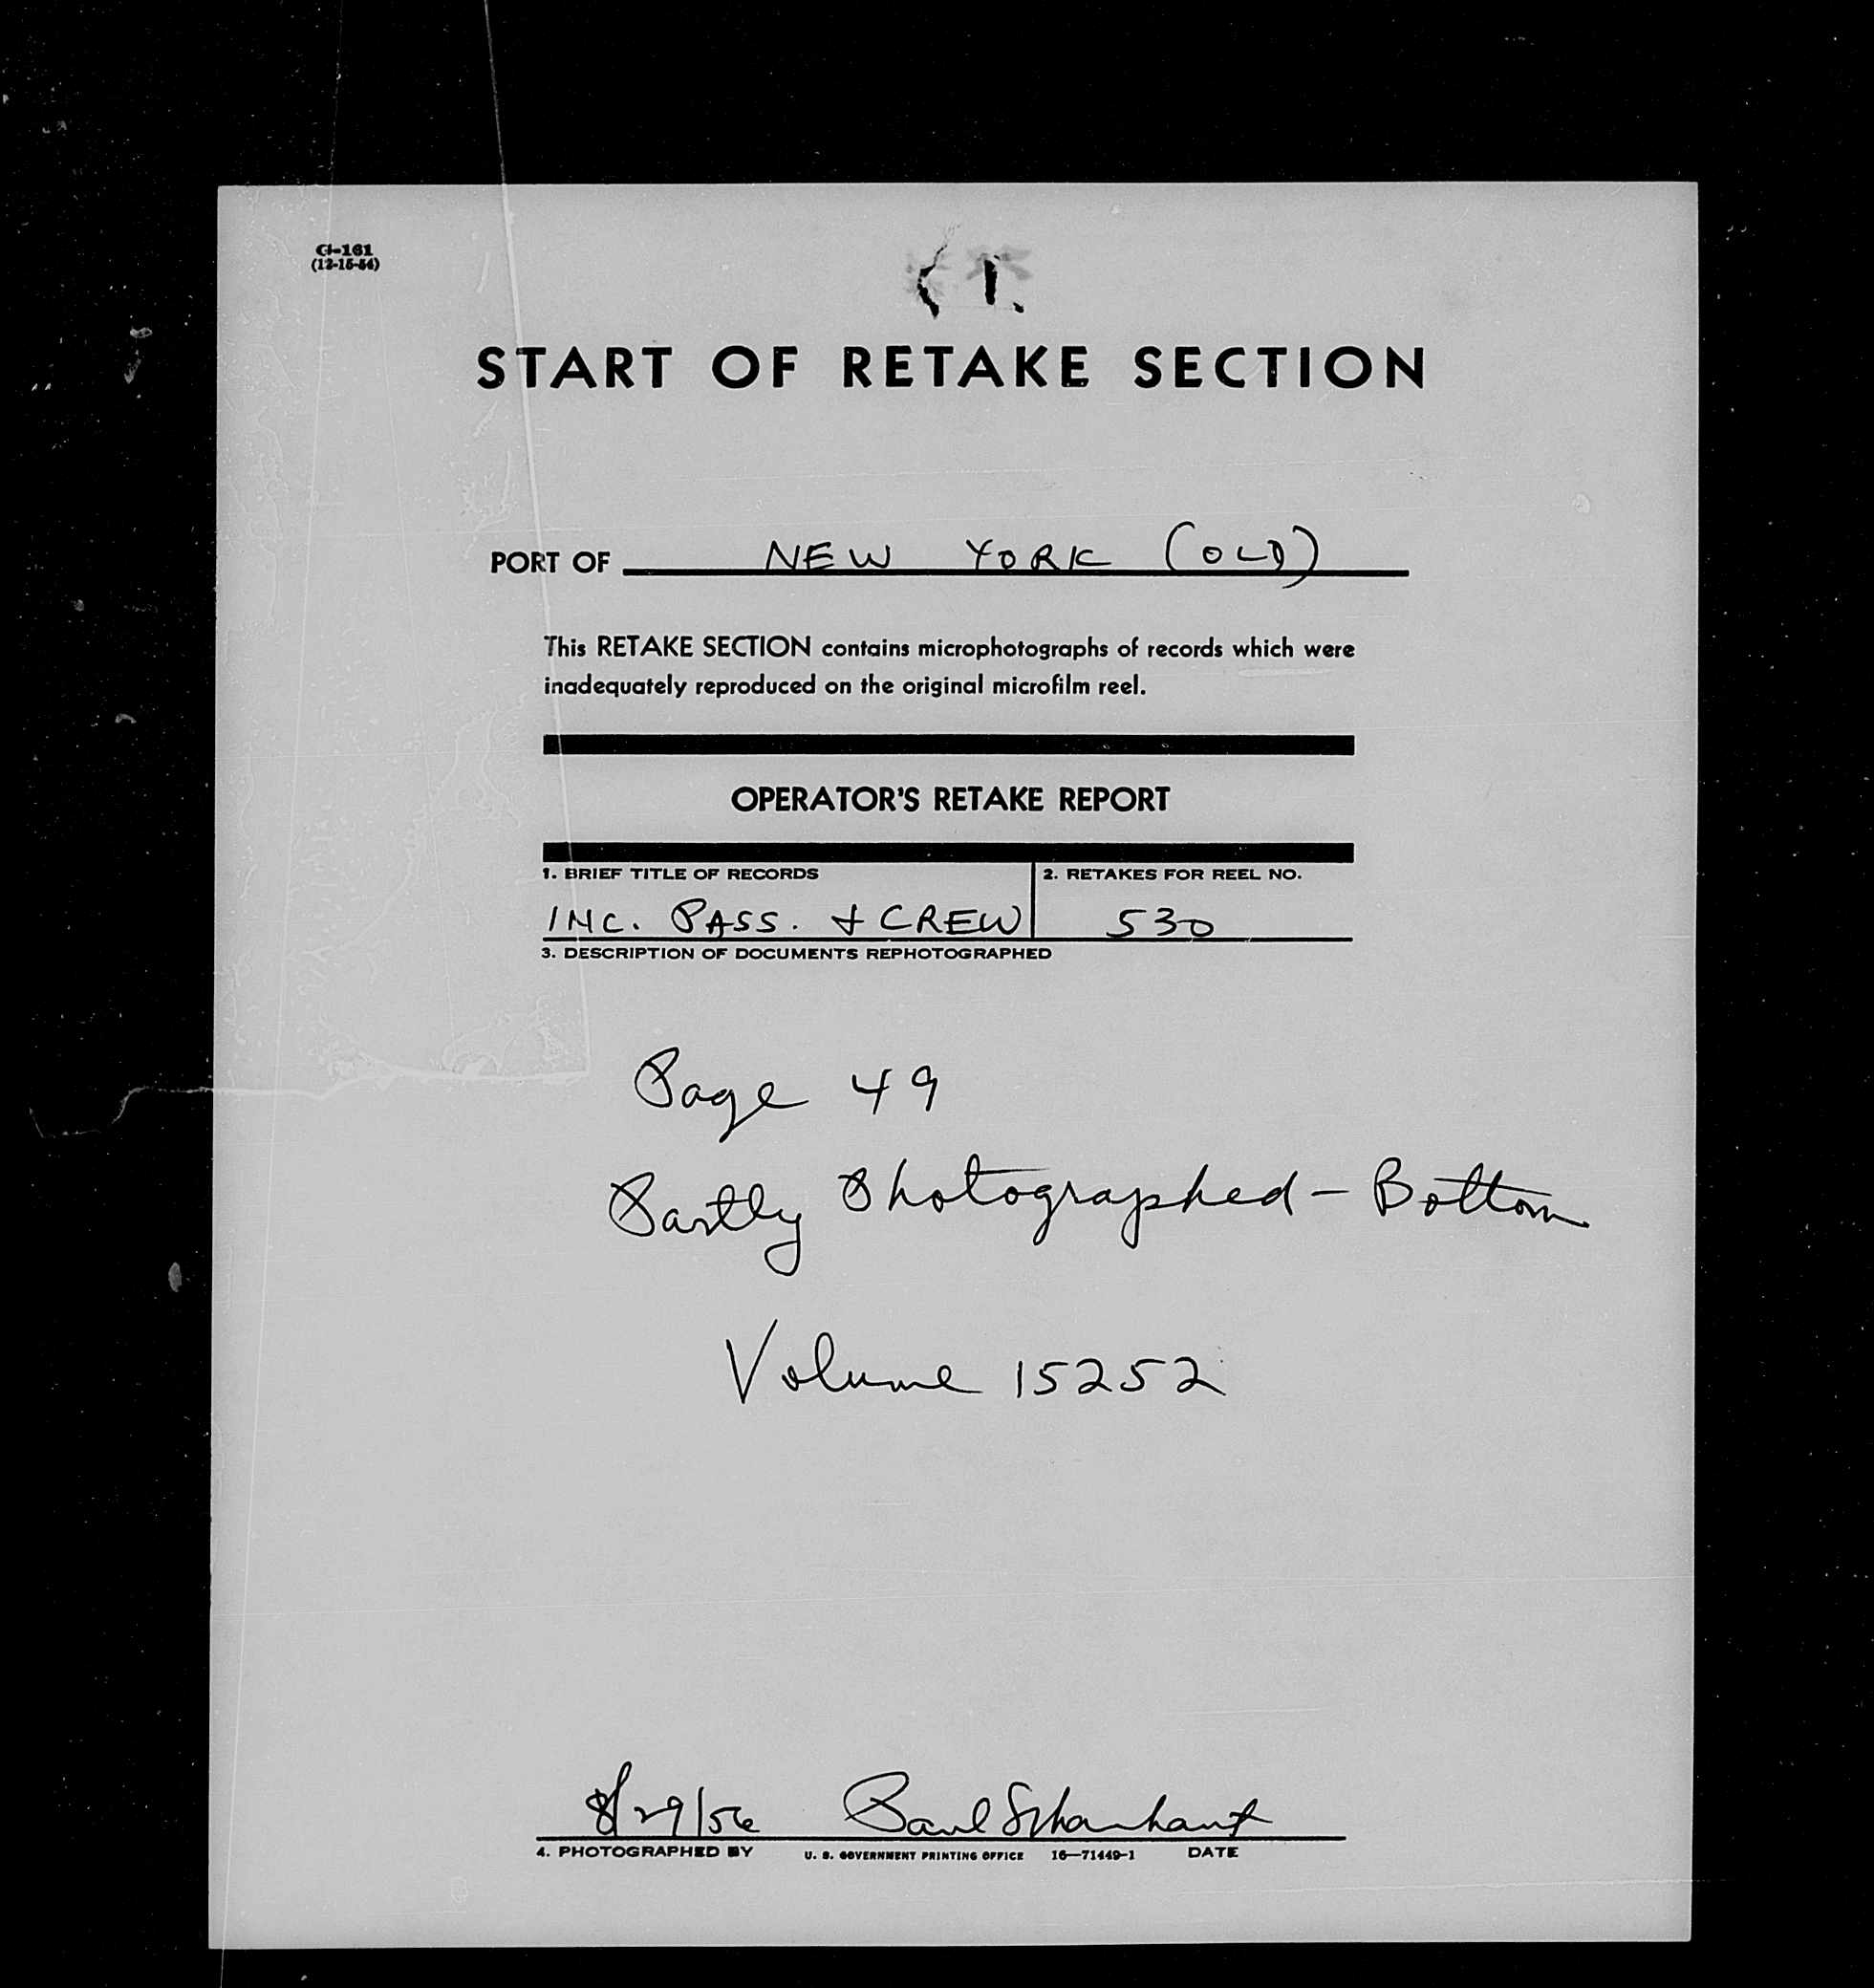 G-161
(12-15-54)
START OF RETAKE SECTION
PORT OF NEW YORK (OLD)
This RETAKE SECTION contains microphotographs of records which were
inadequately reproduced on the original microfilm reel.
OPERATOR'S RETAKE REPORT
1. BRIEF TITLE OF RECORDS 2. RETAKES FOR REEL NO.
INC. PASS. + CREW 530
3. DESCRIPTION OF DOCUMENTS REPHOTOGRAPHED
Page 49
Partly Photographed - Bottom
Volume 15252
8/29/56 Paul
4. PHOTOGRAPHED BY U. S. GOVERNMENT PRINTING OFFICE 16—71449-1 DATE